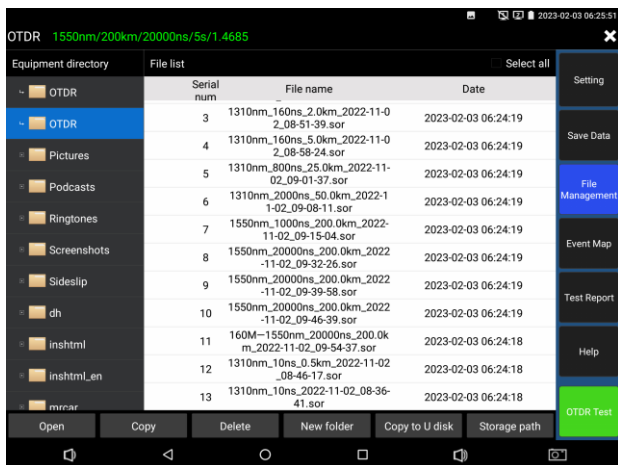 2023-02-03 06:25:51
OTDR 1550nm/200km/20000ns/5s/1.4685
Equipment directory File list Select all
Serial num File name Date
OTDR
OTDR
Pictures
Podcasts
Ringtones
Screenshots
Sideslip
dh
inshtml
inshtml_en
mrcar
3 1310nm_160ns_2.0km_2022-11-0
2_08-51-39.sor 2023-02-03 06:24:19
4 1310nm_160ns_5.0km_2022-11-0
2_08-58-24.sor 2023-02-03 06:24:19
5 1310nm_800ns_25.0km_2022-11-
02_09-01-37.sor 2023-02-03 06:24:19
6 1310nm_2000ns_50.0km_2022-1
1-02_09-08-11.sor 2023-02-03 06:24:19
7 1550nm_1000ns_200.0km_2022-
11-02_09-15-04.sor 2023-02-03 06:24:19
8 1550nm_20000ns_200.0km_2022
-11-02_09-32-26.sor 2023-02-03 06:24:19
9 1550nm_20000ns_200.0km_2022
-11-02_09-39-58.sor 2023-02-03 06:24:19
10 1550nm_20000ns_200.0km_2022
-11-02_09-46-39.sor 2023-02-03 06:24:19
11 160M—1550nm_20000ns_200.0k
m_2022-11-02_09-54-37.sor 2023-02-03 06:24:18
12 1310nm_10ns_0.5km_2022-11-02
_08-46-17.sor 2023-02-03 06:24:18
13 1310nm_10ns_2022-11-02_08-36-
41.sor 2023-02-03 06:24:18
Setting
Save Data
File
Management
Event Map
Test Report
Help
OTDR Test
Open Copy Delete New folder Copy to U disk Storage path